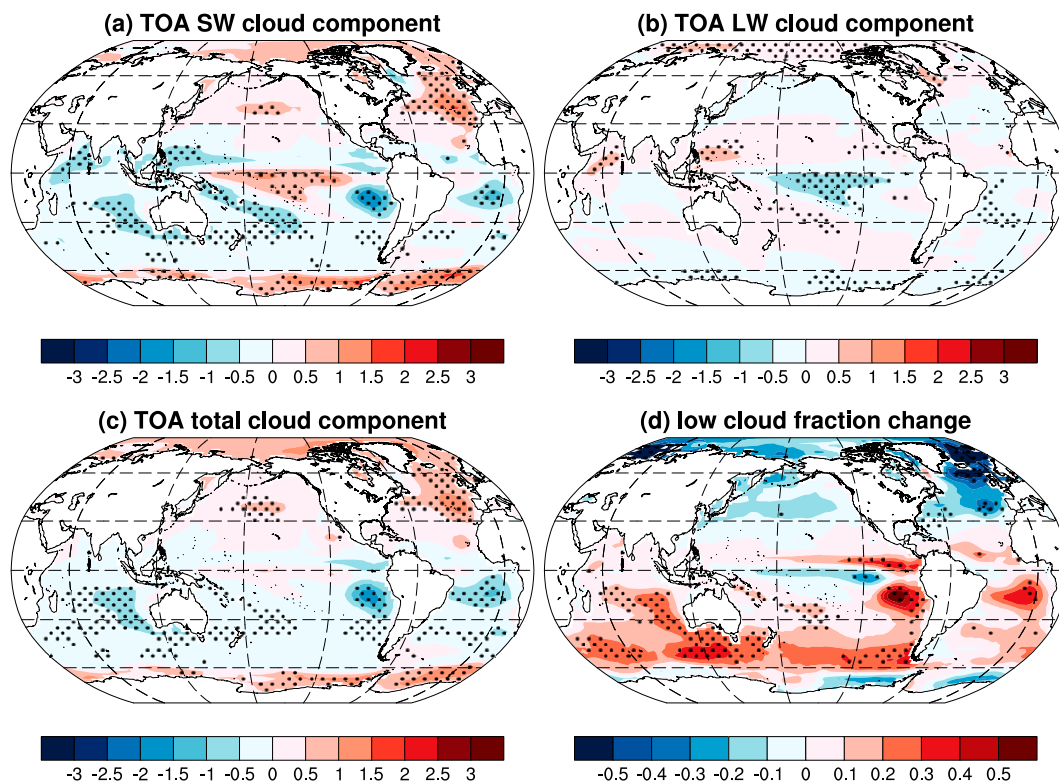 (a) TOA SW cloud component
(b) TOA LW cloud component
-3 -2.5 -2 -1.5 -1 -0.5 0 0.5 1 1.5 2 2.5 3
-3 -2.5 -2 -1.5 -1 -0.5 0 0.5 1 1.5 2 2.5 3
(c) TOA total cloud component
(d) low cloud fraction change
-3 -2.5 -2 -1.5 -1 -0.5 0 0.5 1 1.5 2 2.5 3
-0.5 -0.4 -0.3 -0.2 -0.1 0 0.1 0.2 0.3 0.4 0.5